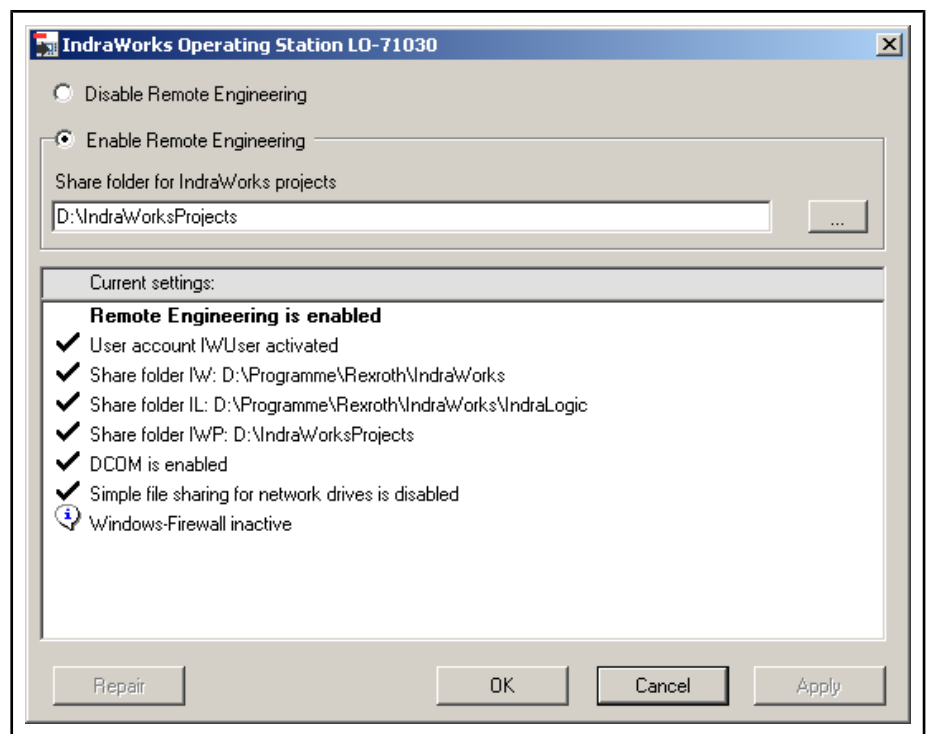 IndraWorks Operating Station LO-71030
Disable Remote Engineering
Enable Remote Engineering
Share folder for IndraWorks projects
D:\IndraWorksProjects
...
Current settings:
Remote Engineering is enabled
User account IWUser activated
Share folder IW: D:\Programme\Rexroth\IndraWorks
Share folder IL: D:\Programme\Rexroth\IndraWorks\IndraLogic
Share folder IWP: D:\IndraWorksProjects
DCOM is enabled
Simple file sharing for network drives is disabled
Windows-Firewall inactive
Repair OK Cancel Apply